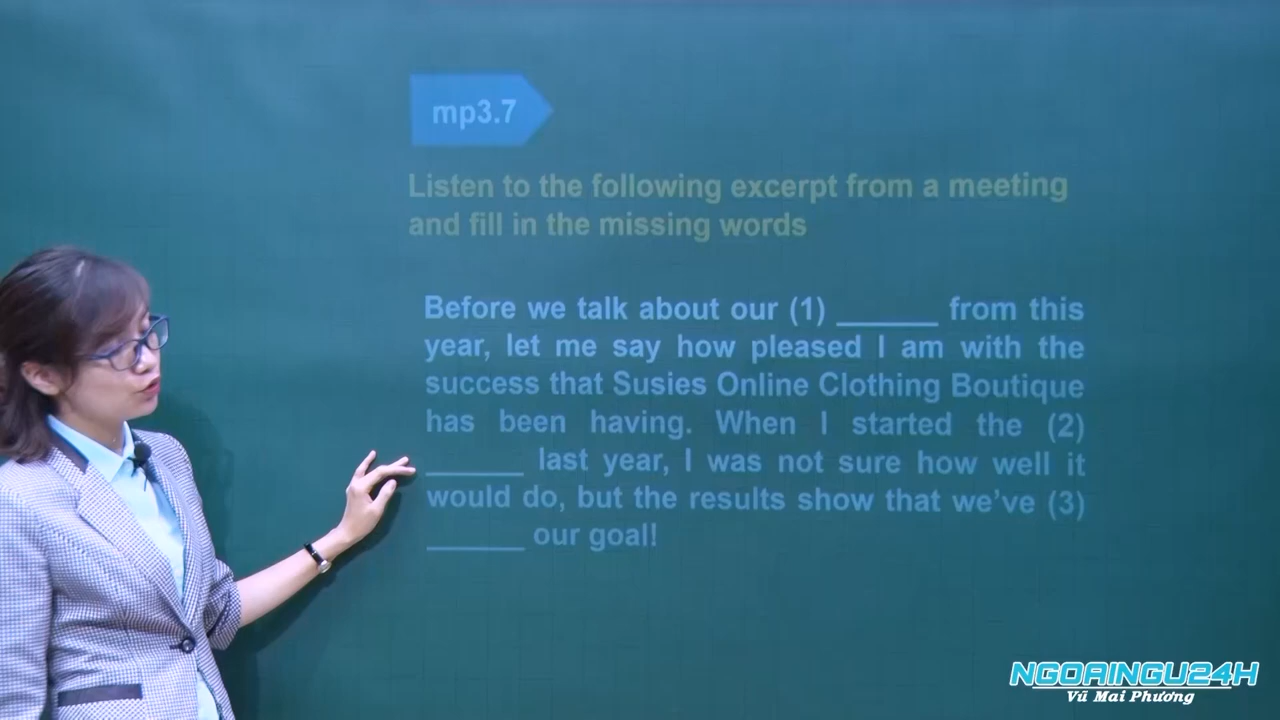 mp3.7
Listen to the following excerpt from a meeting
and fill in the missing words
Before we talk about our (1) ______ from this
year, let me say how pleased I am with the
success that Susies Online Clothing Boutique
has been having. When I started the (2)
______ last year, I was not sure how well it
would do, but the results show that we’ve (3)
______ our goal!
NGOAINGU24H
Vũ Mai Phương